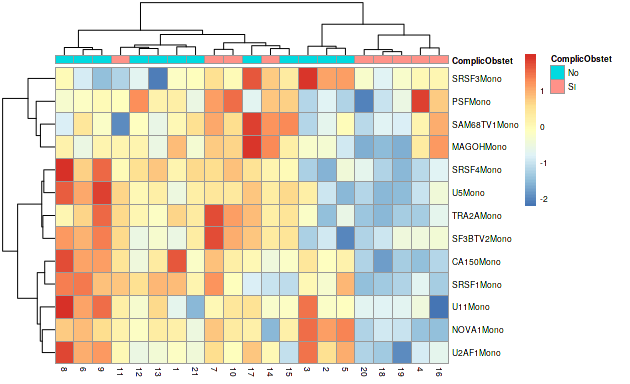 ComplicObstet
SRSF3Mono
PSFMono
SAM68TV1Mono
MAGOHMono
SRSF4Mono
U5Mono
TRA2AMono
SF3BTV2Mono
CA150Mono
SRSF1Mono
U11Mono
NOVA1Mono
U2AF1Mono
8 6 9 11 12 13 1 21 7 10 17 14 15 3 2 5 20 18 19 4 16
1
0
-1
-2
ComplicObstet
No
SI